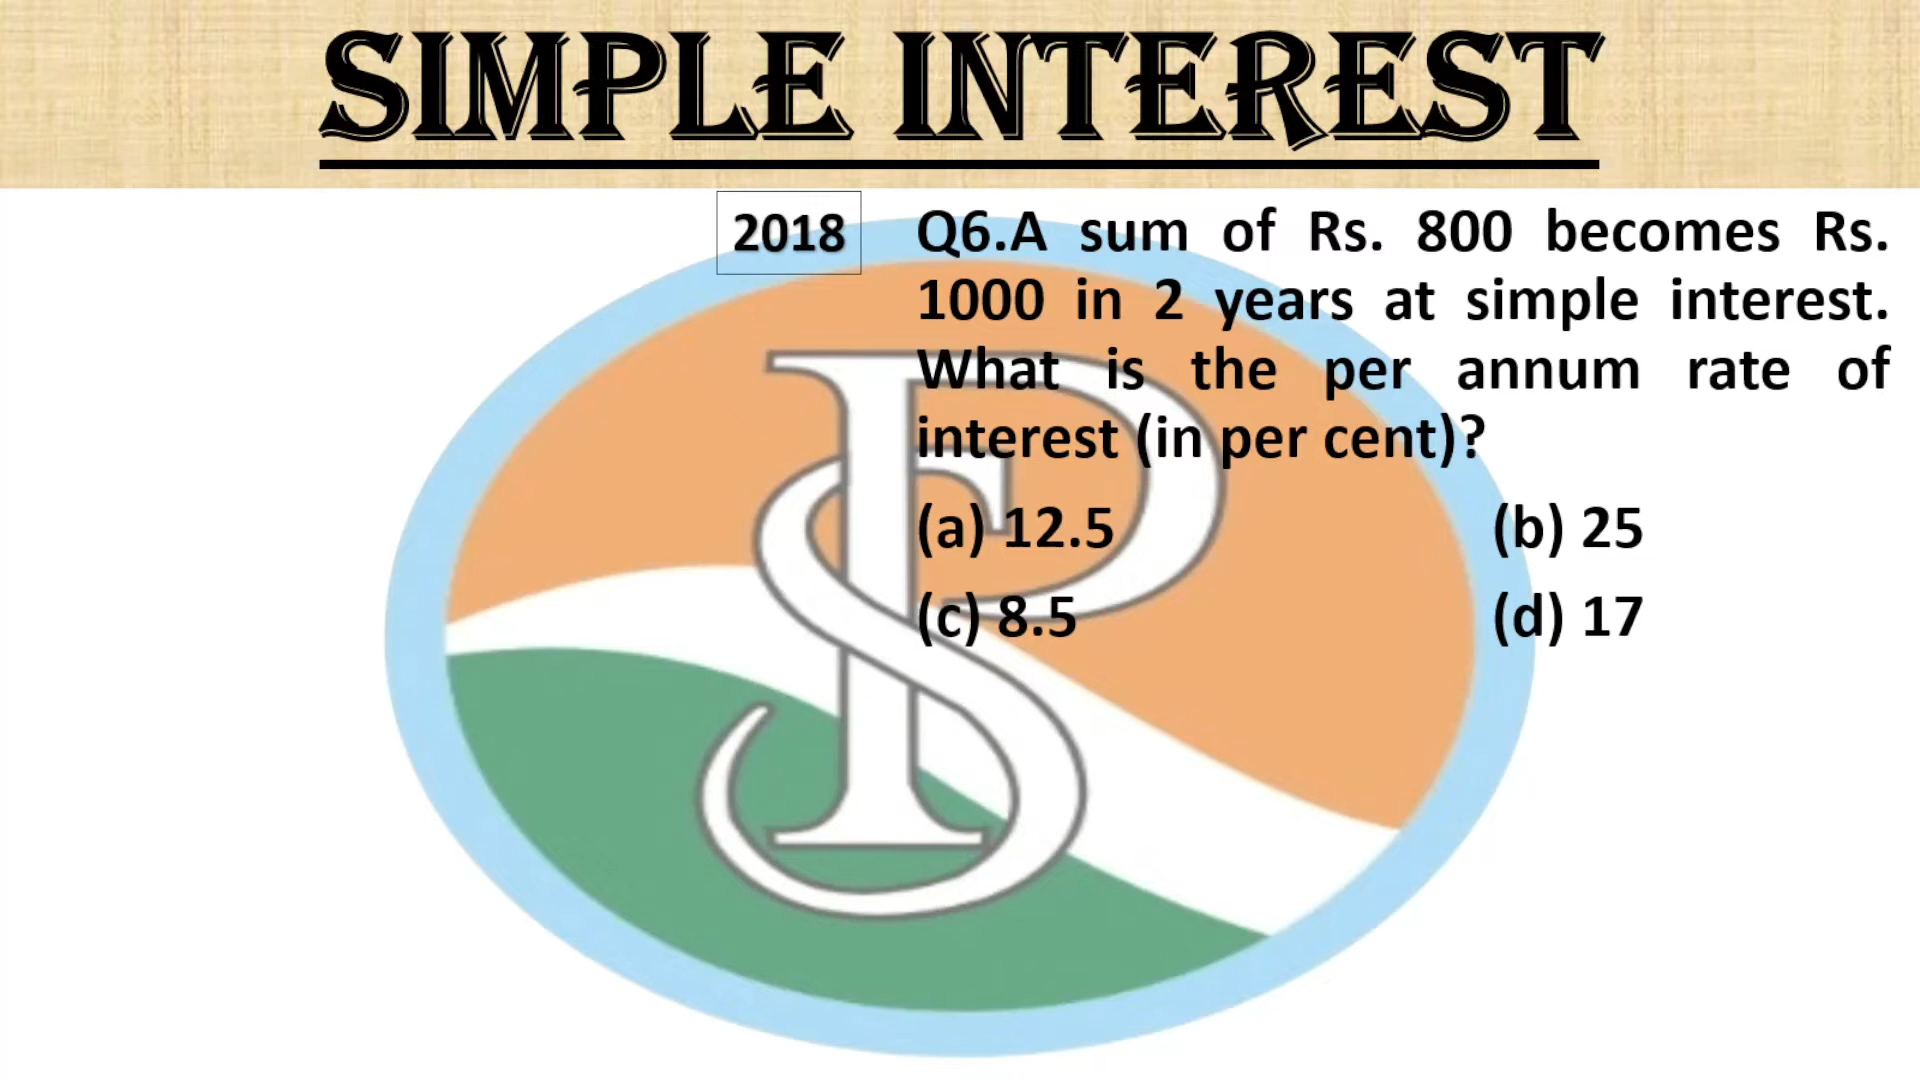 SIMPLE INTEREST
2018
Q6.A sum of Rs. 800 becomes Rs.
1000 in 2 years at simple interest.
What is the per annum rate of
interest (in per cent)?
(a) 12.5 (b) 25
(c) 8.5 (d) 17